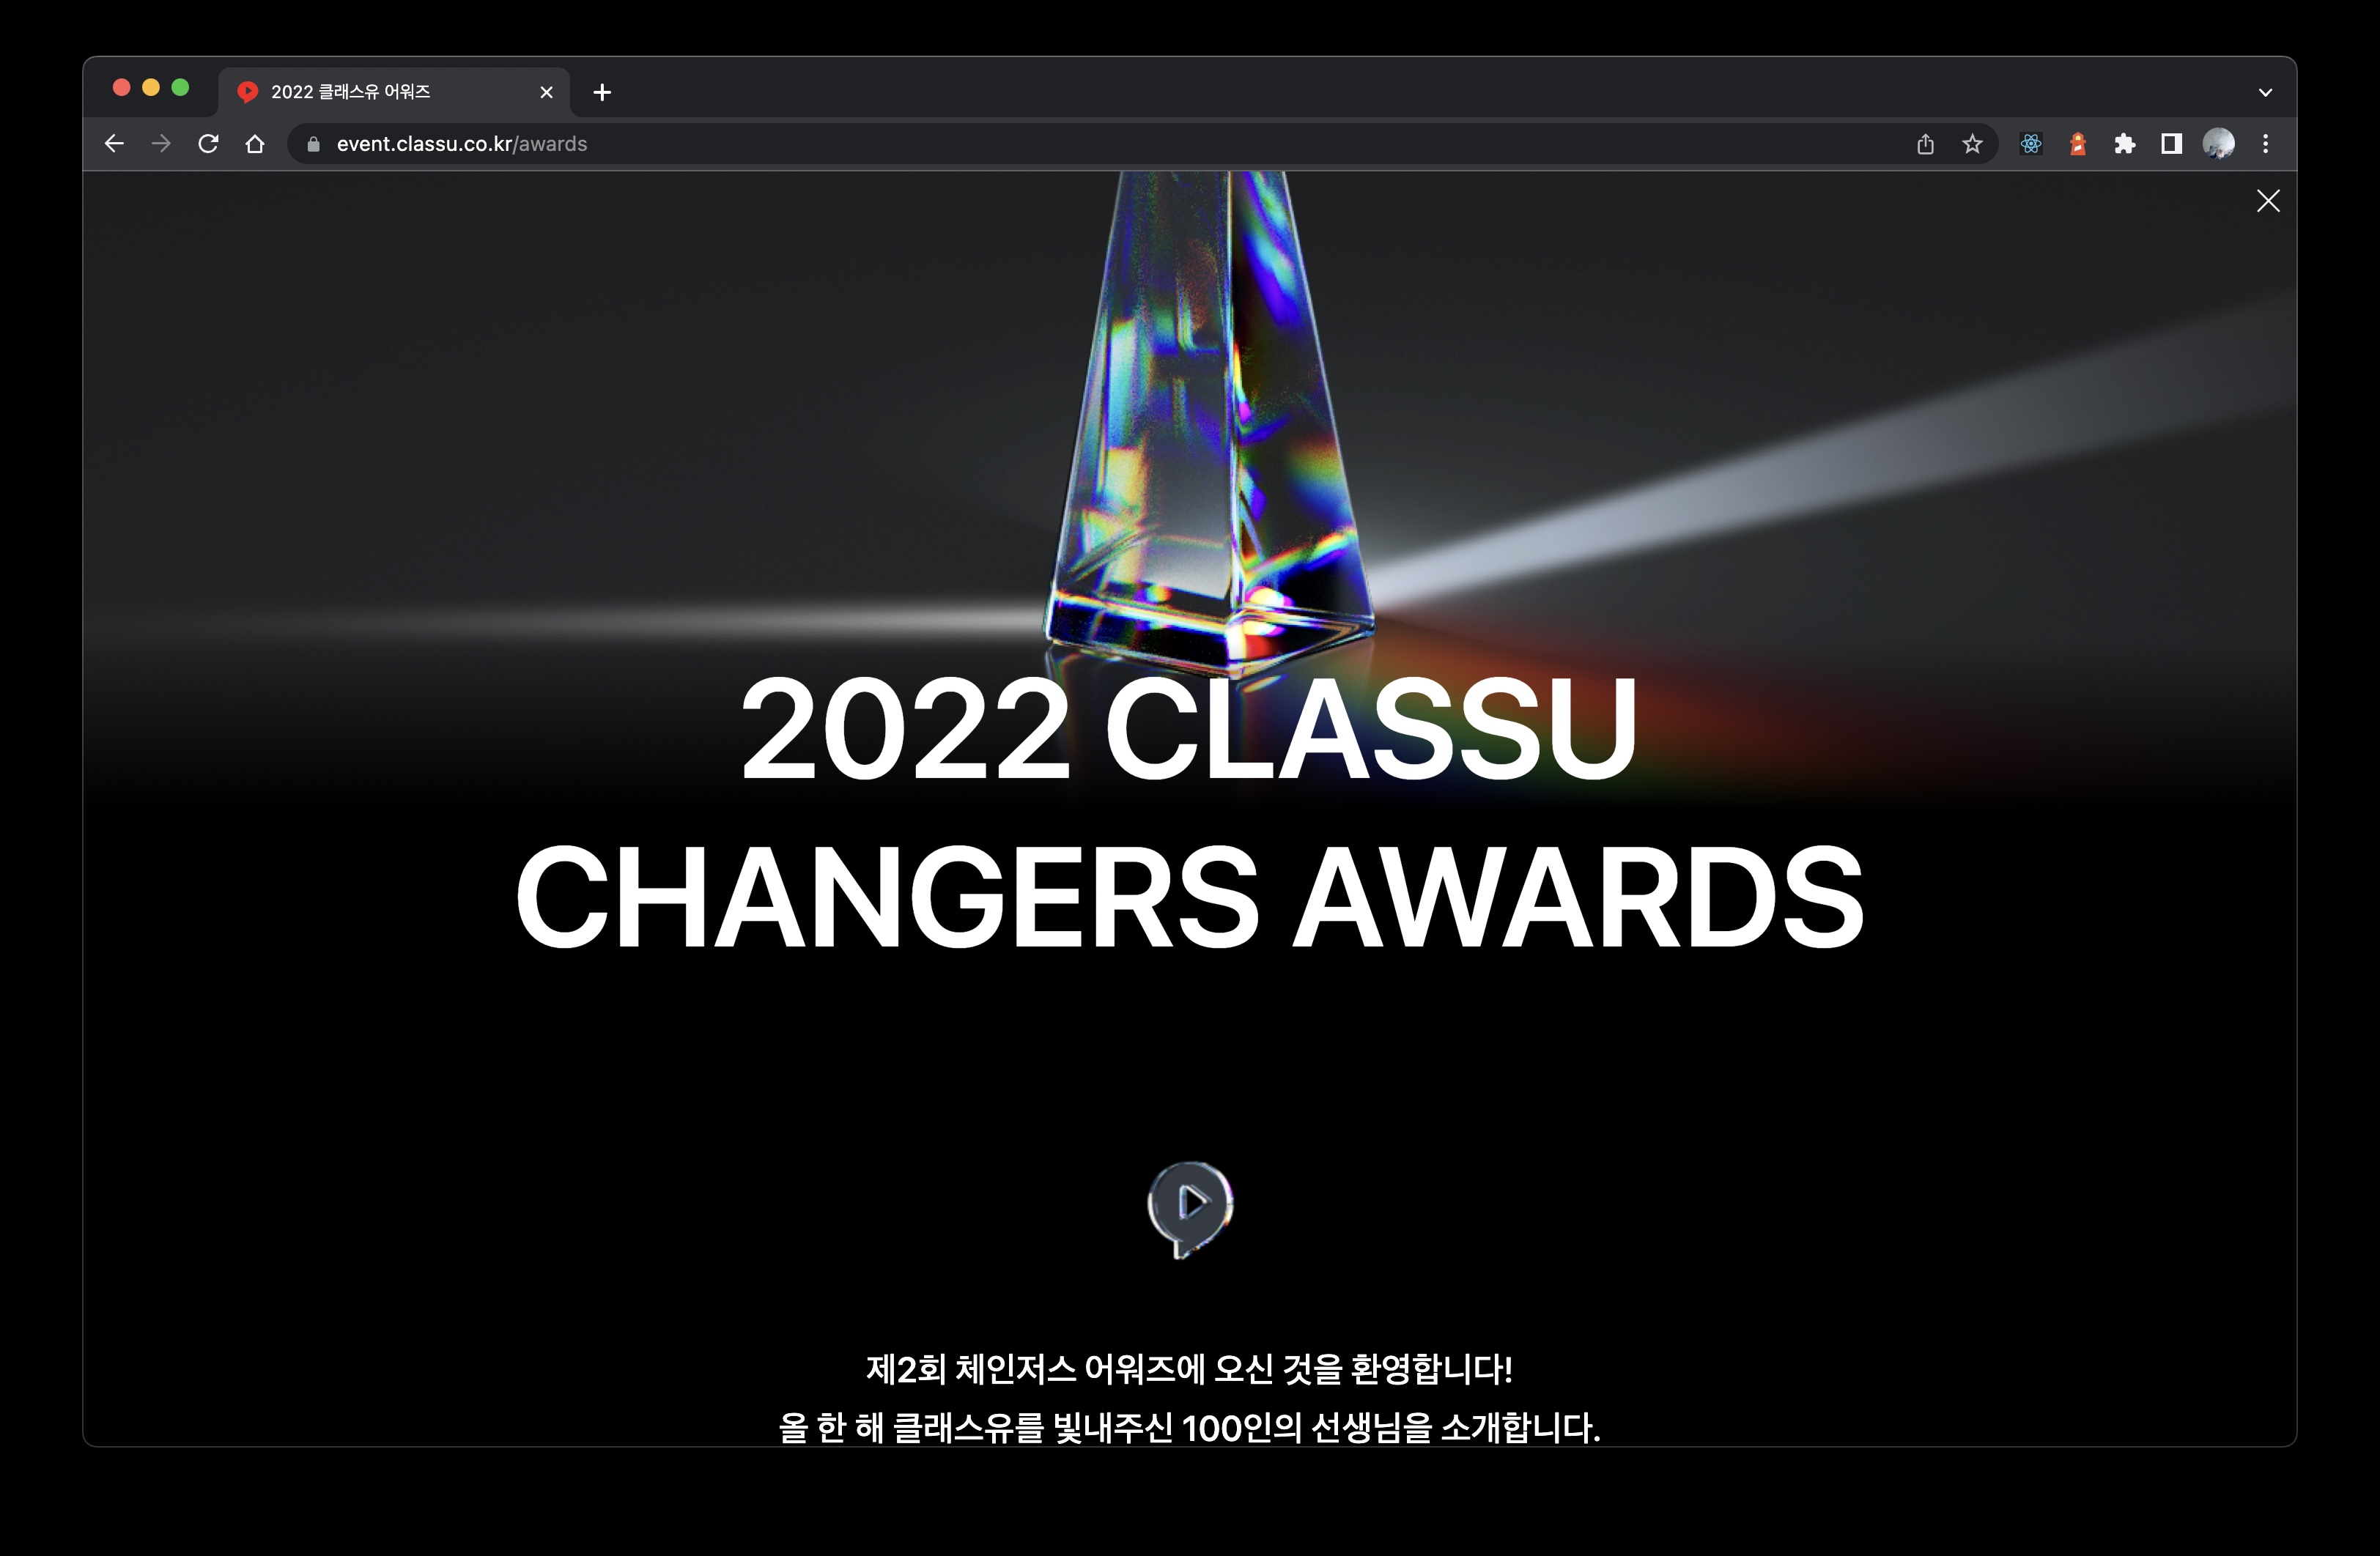 2022 클래스유 어워즈
event.classu.co.kr/awards
2022 CLASSU
CHANGERS AWARDS
제2회 체인저스 어워즈에 오신 것을 환영합니다!
올 한 해 클래스유를 빛내주신 100인의 선생님을 소개합니다.